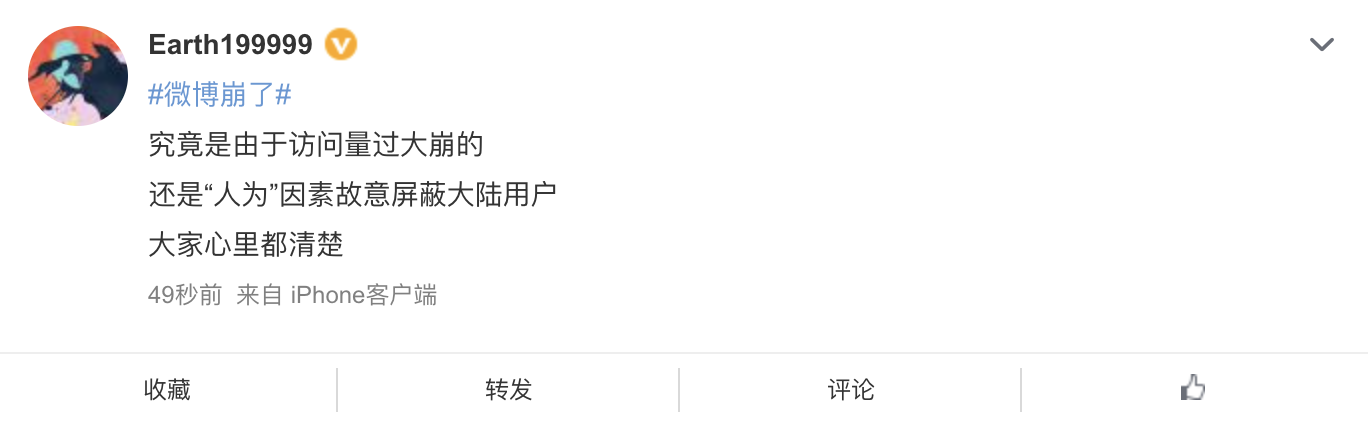 Earth199999
#微博崩了#
究竟是由于访问量过大崩的
还是“人为”因素故意屏蔽大陆用户
大家心里都清楚
49秒前 来自 iPhone客户端
收藏 转发 评论